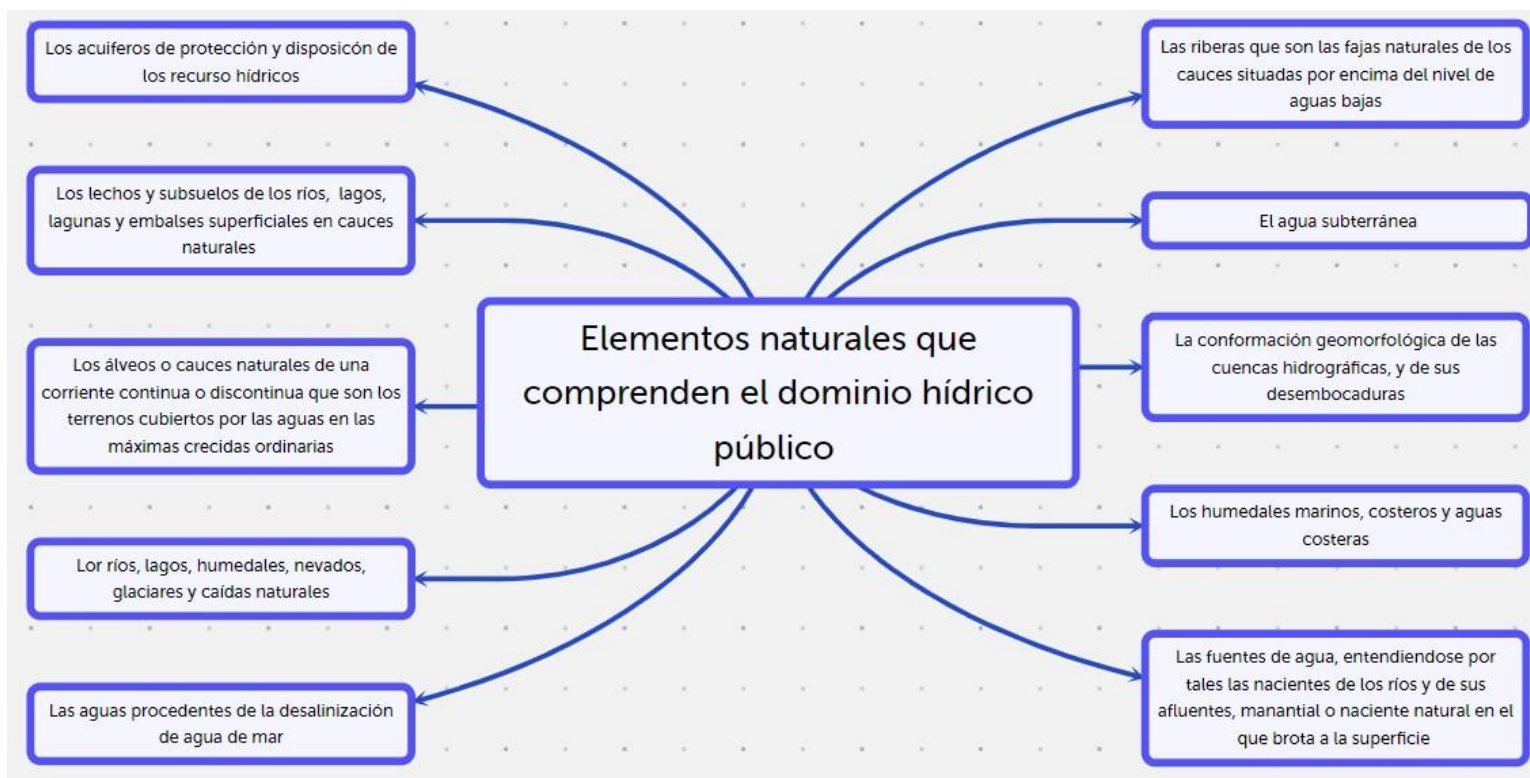 Los acuiferos de protección y disposicón de
los recurso hídricos
Los lechos y subsuelos de los ríos, lagos,
lagunas y embalses superficiales en cauces
naturales
Los álveos o cauces naturales de una
corriente continua o discontinua que son los
terrenos cubiertos por las aguas en las
máximas crecidas ordinarias
Lor ríos, lagos, humedales, nevados,
glaciares y caídas naturales
Las aguas procedentes de la desalinización
de agua de mar
Elementos naturales que
comprenden el dominio hídrico
público
Las riberas que son las fajas naturales de los
cauces situadas por encima del nivel de
aguas bajas
El agua subterránea
La conformación geomorfológica de las
cuencas hidrográficas, y de sus
desembocaduras
Los humedales marinos, costeros y aguas
costeras
Las fuentes de agua, entendiendose por
tales las nacientes de los ríos y de sus
afluentes, manantial o naciente natural en el
que brota a la superficie